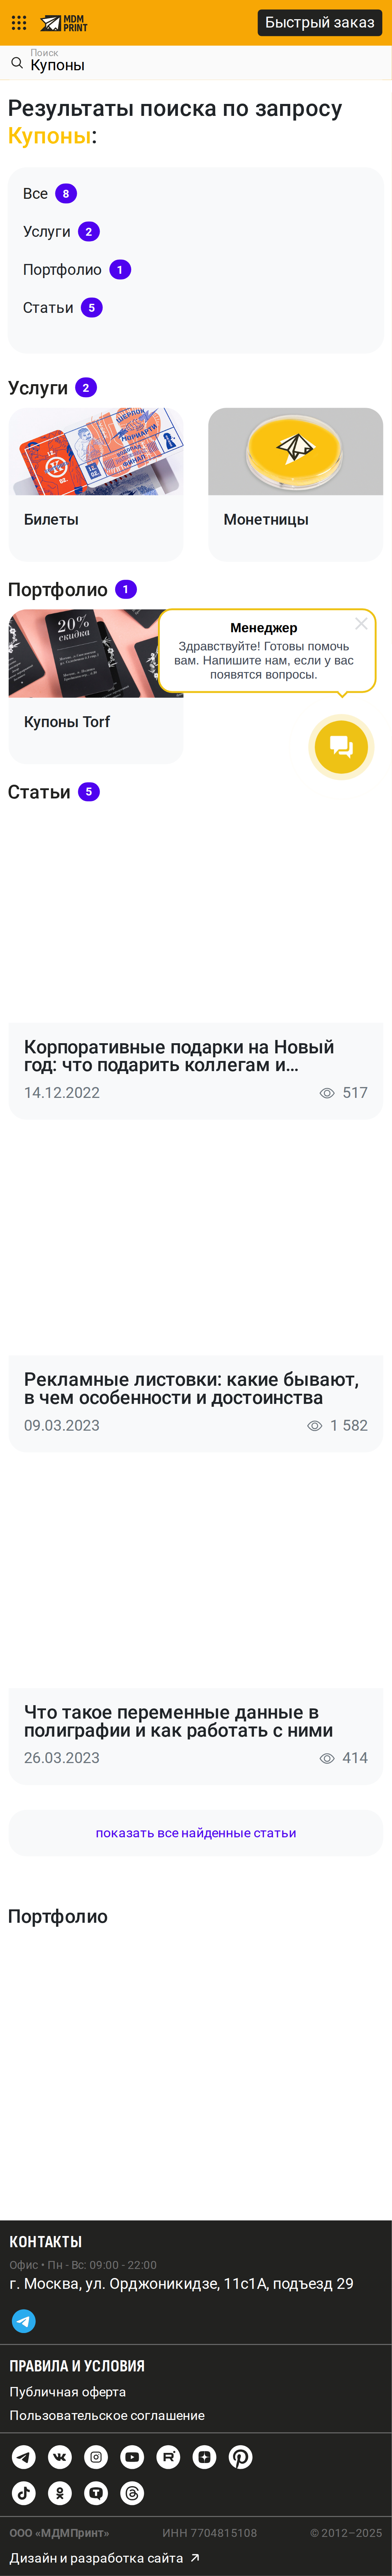 MDM
PRINT
Быстрый заказ
Поиск
Купоны
Результаты поиска по запросу
Купоны:
Все 8
Услуги 2
Портфолио 1
Статьи 5
Услуги 2
ФИНАЛ
Билеты
Монетницы
Портфолио 1
20%
скидка
Купоны Torf
Менеджер
Здравствуйте! Готовы помочь
вам. Напишите нам, если у вас
появятся вопросы.
Статьи 5
Корпоративные подарки на Новый
год: что подарить коллегам и...
14.12.2022 517
Рекламные листовки: какие бывают,
в чем особенности и достоинства
09.03.2023 1 582
Что такое переменные данные в
полиграфии и как работать с ними
26.03.2023 414
показать все найденные статьи
Портфолио
КОНТАКТЫ
Офис • Пн - Вс: 09:00 - 22:00
г. Москва, ул. Орджоникидзе, 11с1А, подъезд 29
ПРАВИЛА И УСЛОВИЯ
Публичная оферта
Пользовательское соглашение
ООО «МДМПринт» ИНН 7704815108 © 2012–2025
Дизайн и разработка сайта